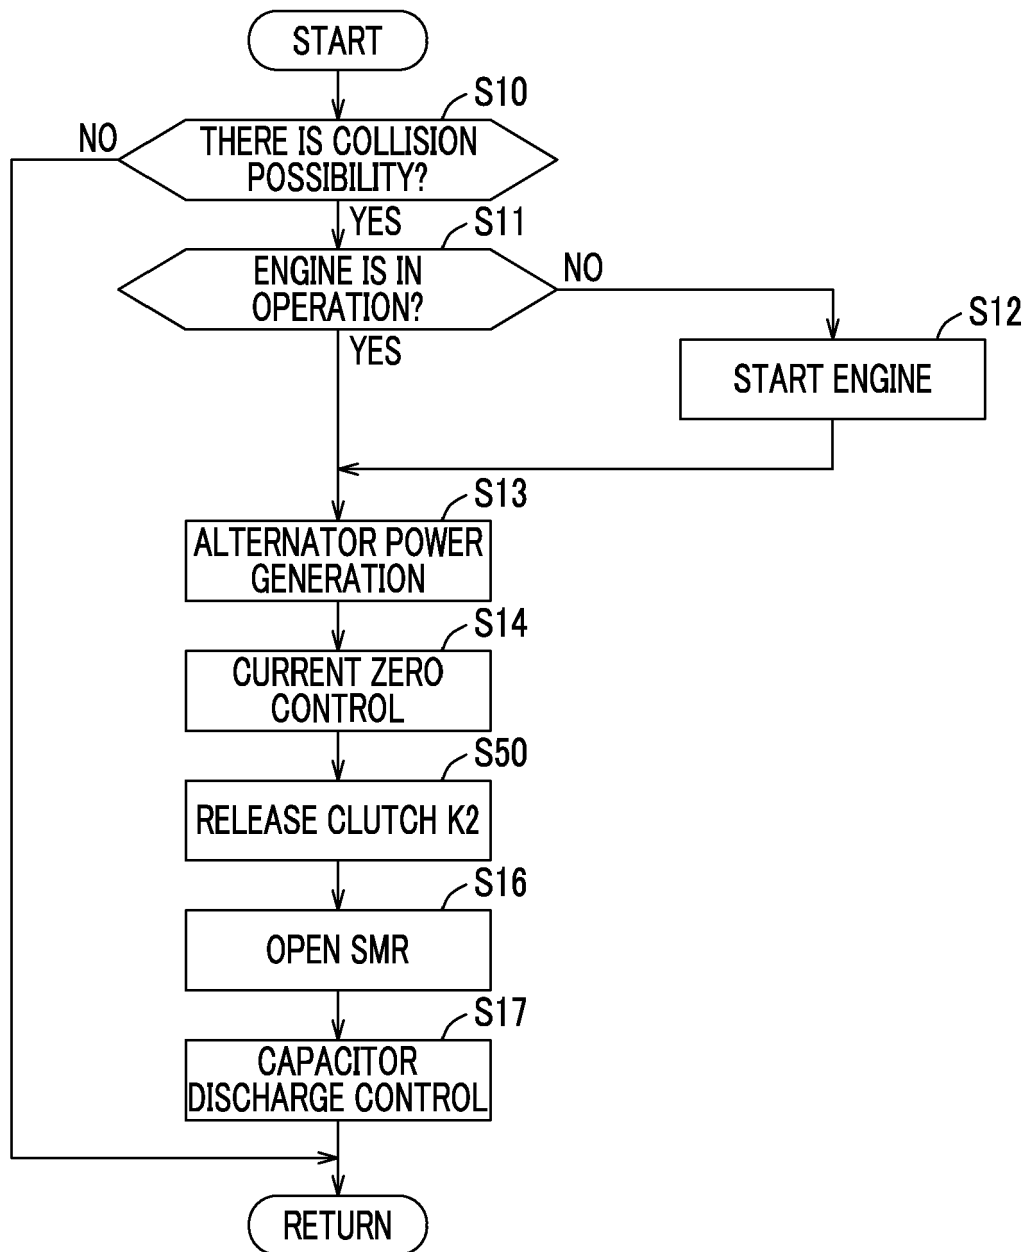 START
S10
NO
THERE IS COLLISION
POSSIBILITY?
YES
S11
ENGINE IS IN
OPERATION?
NO
YES
S12
START ENGINE
S13
ALTERNATOR POWER
GENERATION
S14
CURRENT ZERO
CONTROL
S50
RELEASE CLUTCH K2
S16
OPEN SMR
S17
CAPACITOR
DISCHARGE CONTROL
RETURN